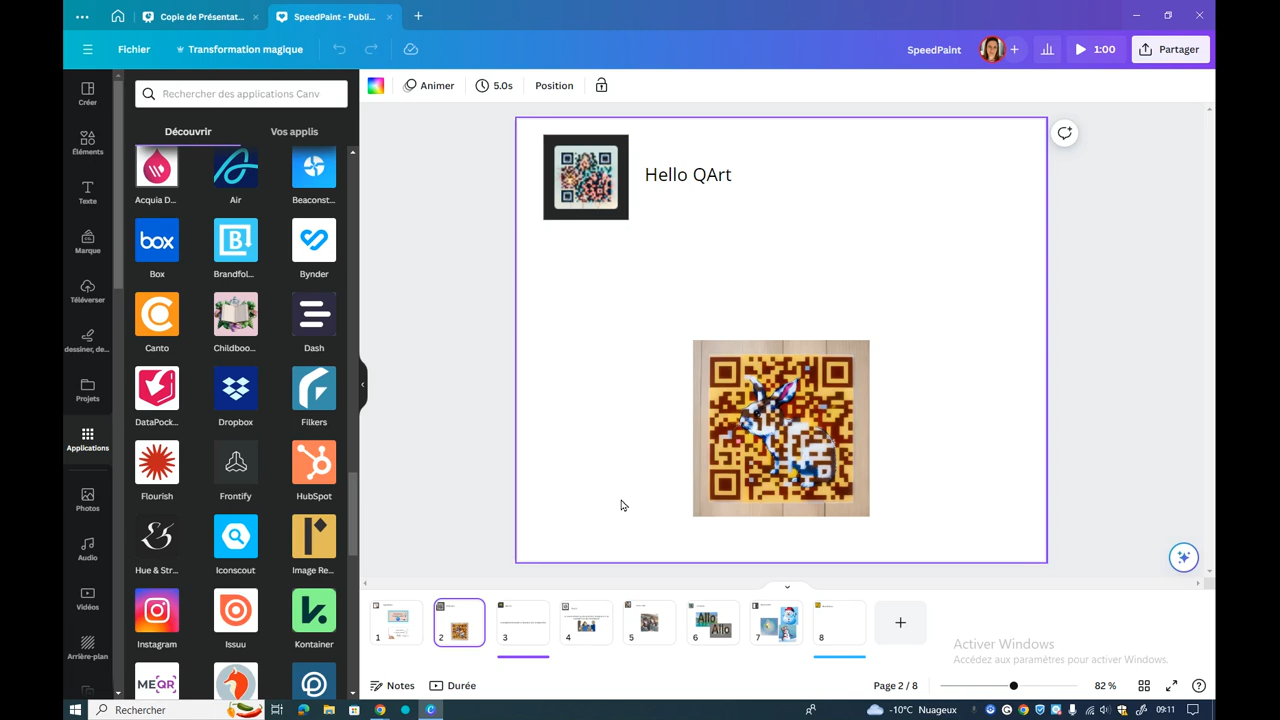 Copie de Présentat...
SpeedPaint - Publi...
Fichier
Transformation magique
SpeedPaint
1:00
Partager
Créer
Éléments
Texte
Marque
Téléverser
dessiner, de...
Projets
Applications
Photos
Audio
Vidéos
Arrière-plan
Rechercher des applications Canv
Découvrir
Vos applis
Acquia D...
Air
Beaconst...
box
Box
Brandfol...
Bynder
Canto
Childboo...
Dash
DataPock...
Dropbox
Filkers
Flourish
Frontify
HubSpot
Hue & Str...
Iconscout
Image Re...
Instagram
Issuu
Kontainer
MEQR
Animer
5.0s
Position
Hello QArt
1
2
3
4
5
6
Allo
Allo
7
8
Activer Windows
Accédez aux paramètres pour activer Windows.
Notes
Durée
Page 2 / 8
82 %
Rechercher
-10°C Nuageux
09:11